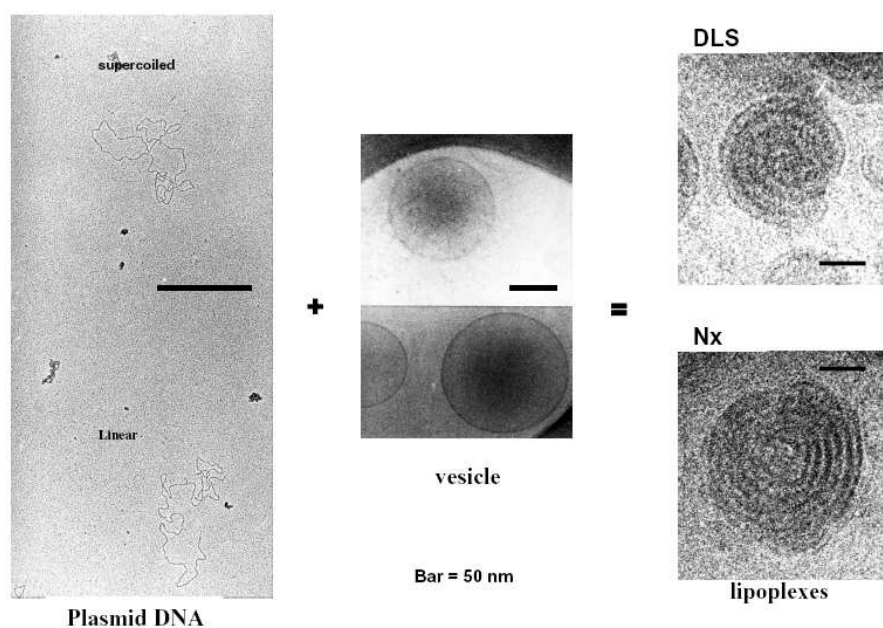 supercoiled
Linear
Plasmid DNA
+
vesicle
Bar = 50 nm
=
DLS
Nx
lipoplexes